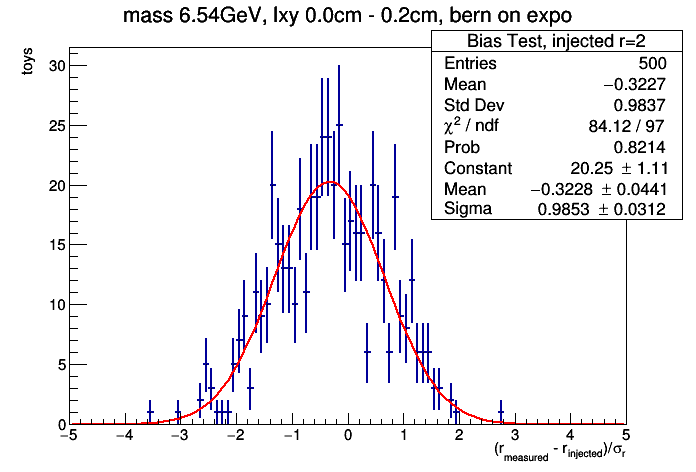 mass 6.54GeV, lxy 0.0cm - 0.2cm, bern on expo
Bias Test, injected r=2
Entries 500
Mean −0.3227
Std Dev 0.9837
χ² / ndf 84.12 / 97
Prob 0.8214
Constant 20.25 ± 1.11
Mean −0.3228 ± 0.0441
Sigma 0.9853 ± 0.0312
toys
30
25
20
15
10
5
0
−5 −4 −3 −2 −1 0 1 2 3 4 5
(r_measured - r_injected)/σ_r